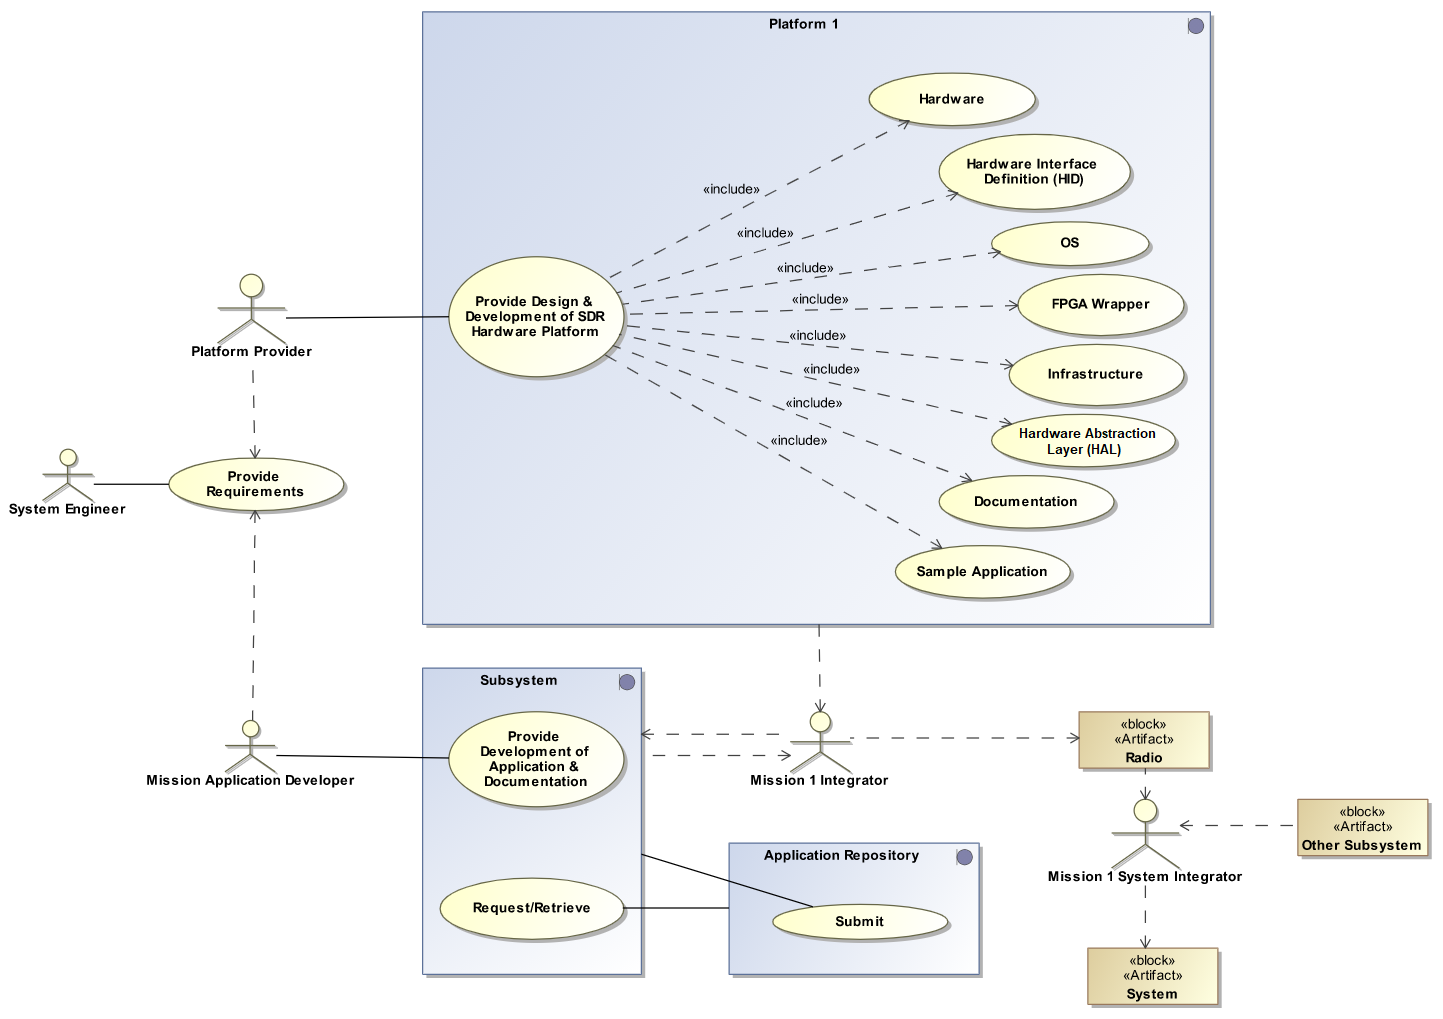 Platform 1
Hardware
Hardware Interface
Definition (HID)
«include»
«include»
OS
«include»
Provide Design &
Development of SDR
Hardware Platform
«include»
FPGA Wrapper
«include»
Platform Provider
«include»
Infrastructure
«include»
Hardware Abstraction
Layer (HAL)
«include»
Provide
Requirements
System Engineer
Documentation
Sample Application
Subsystem
Provide
Development of
Application &
Documentation
Mission Application Developer
Mission 1 Integrator
«block»
«Artifact»
Radio
«block»
«Artifact»
Other Subsystem
Application Repository
Mission 1 System Integrator
Request/Retrieve
Submit
«block»
«Artifact»
System